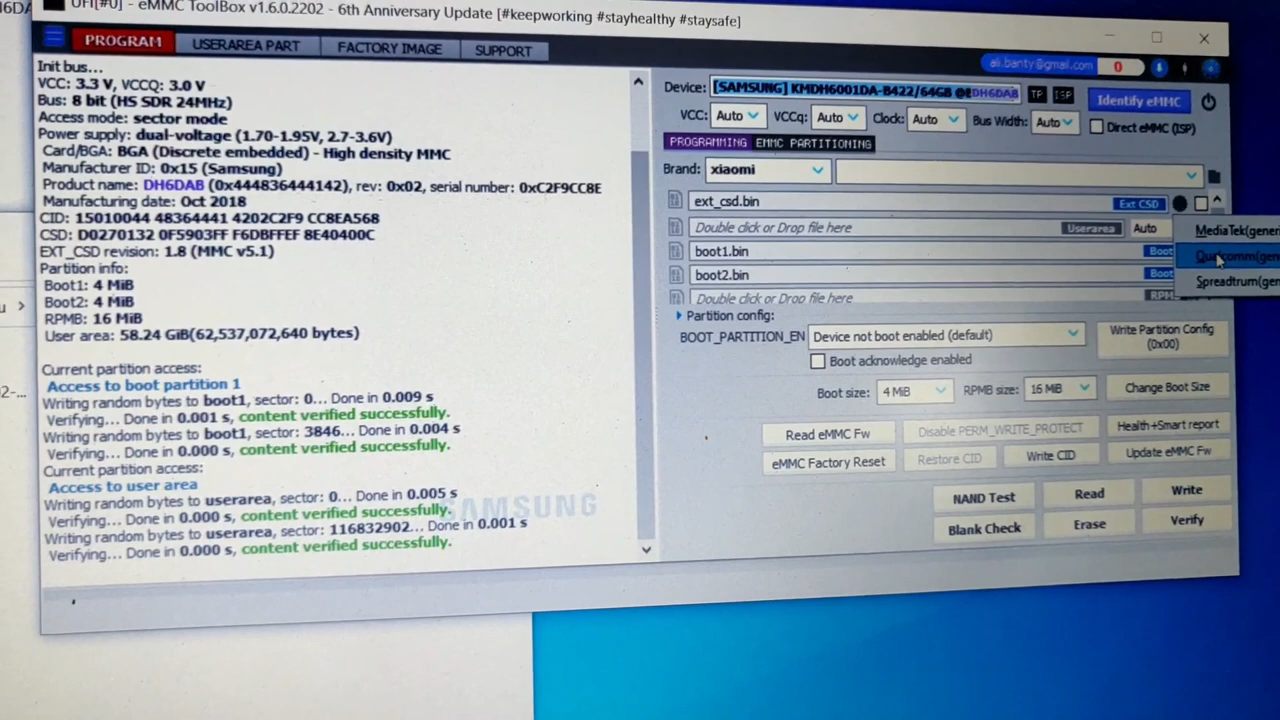 UFI[#0] - eMMC ToolBox v1.6.0.2202 - 6th Anniversary Update [#keepworking #stayhealthy #staysafe]
PROGRAM USERAREA PART FACTORY IMAGE SUPPORT
ali.banty@gmail.com 0
Init bus...
VCC: 3.3 V, VCCQ: 3.0 V
Bus: 8 bit (HS SDR 24MHz)
Access mode: sector mode
Power supply: dual-voltage (1.70-1.95V, 2.7-3.6V)
Card/BGA: BGA (Discrete embedded) - High density MMC
Manufacturer ID: 0x15 (Samsung)
Product name: DH6DAB (0x444836444142), rev: 0x02, serial number: 0xC2F9CC8E
Manufacturing date: Oct 2018
CID: 15010044 48364441 4202C2F9 CC8EA568
CSD: D0270132 0F5903FF F6DBFFEF 8E40400C
EXT_CSD revision: 1.8 (MMC v5.1)
Partition info:
Boot1: 4 MiB
Boot2: 4 MiB
RPMB: 16 MiB
User area: 58.24 GiB(62,537,072,640 bytes)
Current partition access:
Access to boot partition 1
Writing random bytes to boot1, sector: 0... Done in 0.009 s
Verifying... Done in 0.001 s, content verified successfully.
Writing random bytes to boot1, sector: 3846... Done in 0.004 s
Verifying... Done in 0.000 s, content verified successfully.
Current partition access:
Access to user area
Writing random bytes to userarea, sector: 0... Done in 0.005 s
Verifying... Done in 0.000 s, content verified successfully.
Writing random bytes to userarea, sector: 116832902... Done in 0.001 s
Verifying... Done in 0.000 s, content verified successfully.
SAMSUNG
Device: [SAMSUNG] KMDH6001DA-B422/64GB @DH6DAB TP ISP Identify eMMC
VCC: Auto VCCq: Auto Clock: Auto Bus Width: Auto Direct eMMC (ISP)
PROGRAMMING EMMC PARTITIONING
Brand: xiaomi
ext_csd.bin Ext CSD
Double click or Drop file here Userarea Auto
MediaTek(generi
boot1.bin Boot
Qualcomm(gene
boot2.bin Boot
Spreadtrum(gen
Double click or Drop file here RPM
Partition config:
BOOT_PARTITION_EN Device not boot enabled (default) Write Partition Config (0x00)
Boot acknowledge enabled
Boot size: 4 MiB RPMB size: 16 MiB Change Boot Size
Read eMMC Fw Disable PERM_WRITE_PROTECT Health+Smart report
eMMC Factory Reset Restore CID Write CID Update eMMC Fw
NAND Test Read Write
Blank Check Erase Verify